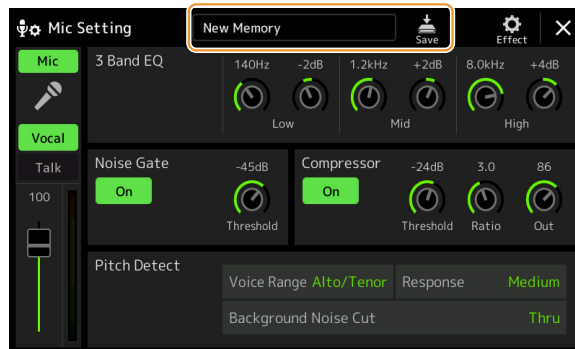 Mic Setting New Memory Save Effect
Mic 3 Band EQ 140Hz -2dB 1.2kHz +2dB 8.0kHz +4dB
Low Mid High
Vocal
Talk Noise Gate -45dB Compressor -24dB 3.0 86
100 On On
Threshold Threshold Ratio Out
Pitch Detect
Voice Range Alto/Tenor Response Medium
Background Noise Cut Thru